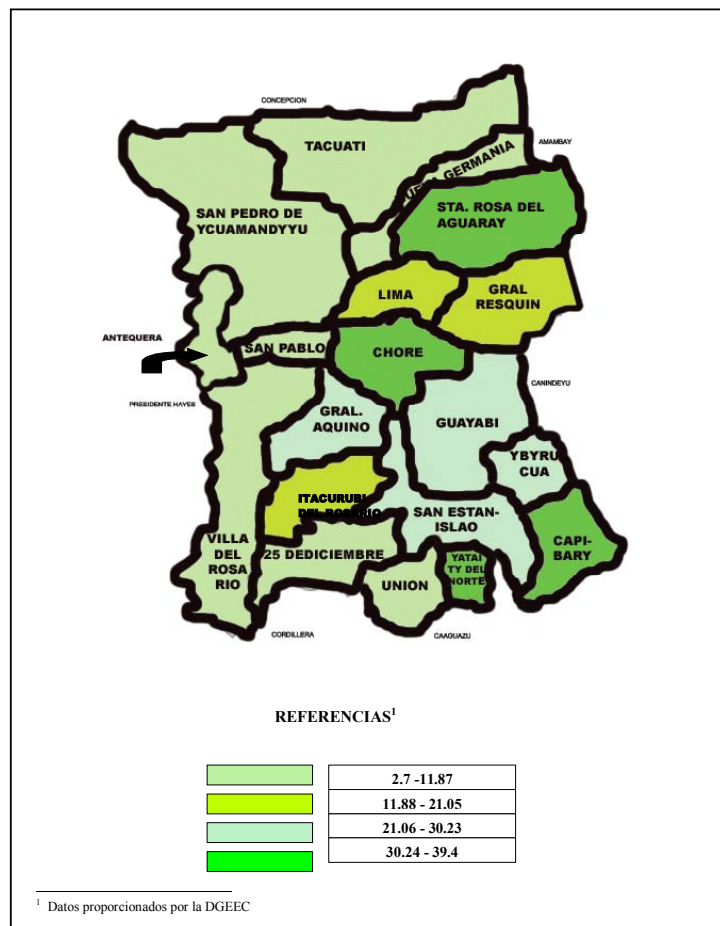 CONCEPCION
TACUATI
AMAMBAY
GERMANIA
STA. ROSA DEL
AGUARAY
SAN PEDRO DE
YCUAMANDYYU
LIMA
GRAL
RESQUIN
ANTEQUERA
SAN PABLO
CHORE
PRESIDENTE HAYES
CANINDEYU
GRAL.
AQUINO
GUAYABI
YBYRU
CUA
ITACURUBI
DEL ROSARIO
SAN ESTAN-
ISLAO
CAPI-
BARY
VILLA
DEL
ROSA
RIO
25 DEDICIEMBRE
YATAI
TY DEL
NORTE
UNION
CORDILLERA
CAAGUAZU
REFERENCIAS1
2.7 -11.87
11.88 - 21.05
21.06 - 30.23
30.24 - 39.4
1 Datos proporcionados por la DGEEC